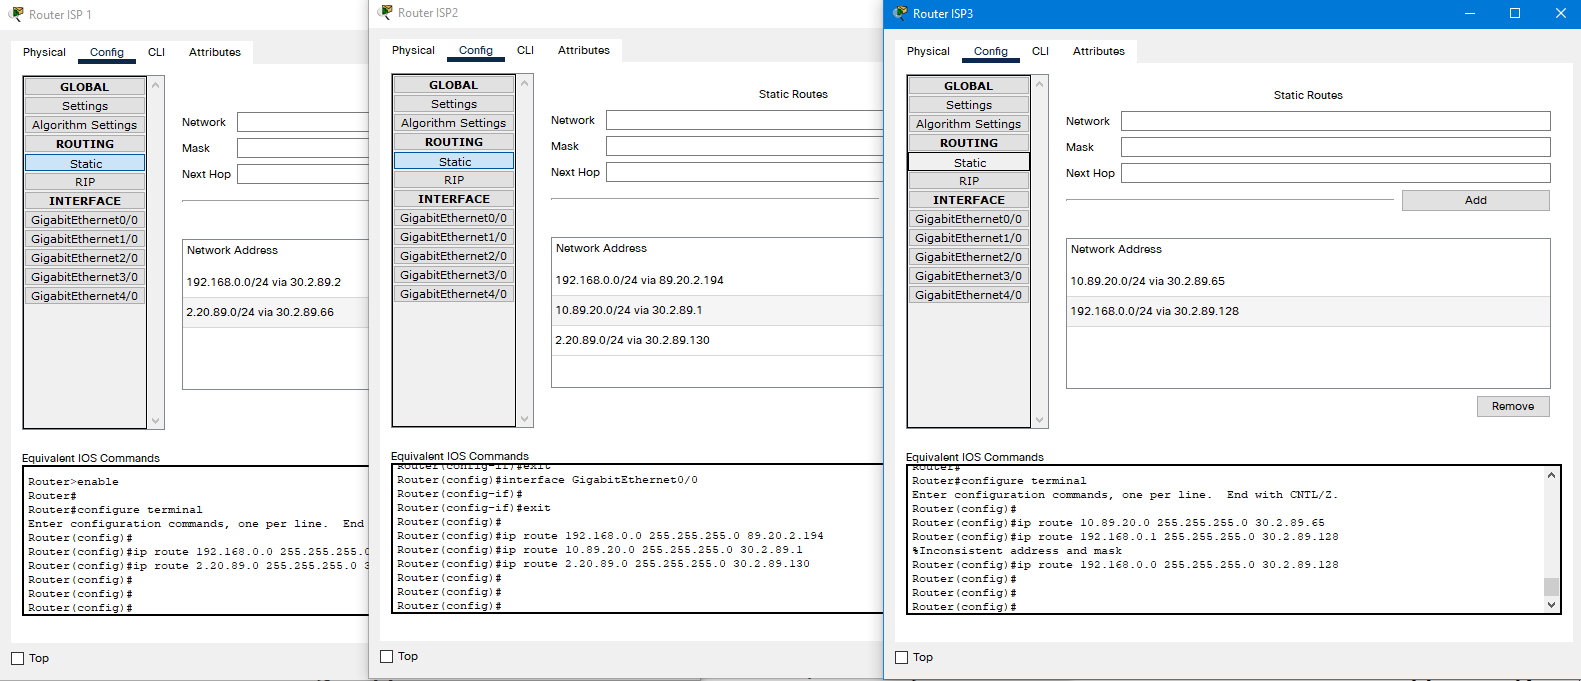 Router ISP 1
Physical Config CLI Attributes
GLOBAL
Settings
Algorithm Settings
ROUTING
Static
RIP
INTERFACE
GigabitEthernet0/0
GigabitEthernet1/0
GigabitEthernet2/0
GigabitEthernet3/0
GigabitEthernet4/0
Network
Mask
Next Hop
Network Address
192.168.0.0/24 via 30.2.89.2
2.20.89.0/24 via 30.2.89.66
Equivalent IOS Commands
Router>enable
Router#
Router#configure terminal
Enter configuration commands, one per line. End
Router(config)#
Router(config)#ip route 192.168.0.0 255.255.255.0
Router(config)#ip route 2.20.89.0 255.255.255.0 3
Router(config)#
Router(config)#
Router(config)#
Top
Router ISP2
Physical Config CLI Attributes
GLOBAL
Settings
Algorithm Settings
ROUTING
Static
RIP
INTERFACE
GigabitEthernet0/0
GigabitEthernet1/0
GigabitEthernet2/0
GigabitEthernet3/0
GigabitEthernet4/0
Static Routes
Network
Mask
Next Hop
Network Address
192.168.0.0/24 via 89.20.2.194
10.89.20.0/24 via 30.2.89.1
2.20.89.0/24 via 30.2.89.130
Equivalent IOS Commands
Router(config-if)#exit
Router(config)#interface GigabitEthernet0/0
Router(config-if)#
Router(config-if)#exit
Router(config)#
Router(config)#ip route 192.168.0.0 255.255.255.0 89.20.2.194
Router(config)#ip route 10.89.20.0 255.255.255.0 30.2.89.1
Router(config)#ip route 2.20.89.0 255.255.255.0 30.2.89.130
Router(config)#
Router(config)#
Router(config)#
Top
Router ISP3
Physical Config CLI Attributes
GLOBAL
Settings
Algorithm Settings
ROUTING
Static
RIP
INTERFACE
GigabitEthernet0/0
GigabitEthernet1/0
GigabitEthernet2/0
GigabitEthernet3/0
GigabitEthernet4/0
Static Routes
Network
Mask
Next Hop
Add
Network Address
10.89.20.0/24 via 30.2.89.65
192.168.0.0/24 via 30.2.89.128
Remove
Equivalent IOS Commands
Router#
Router#configure terminal
Enter configuration commands, one per line. End with CNTL/Z.
Router(config)#
Router(config)#ip route 10.89.20.0 255.255.255.0 30.2.89.65
Router(config)#ip route 192.168.0.1 255.255.255.0 30.2.89.128
%Inconsistent address and mask
Router(config)#ip route 192.168.0.0 255.255.255.0 30.2.89.128
Router(config)#
Router(config)#
Router(config)#
Top